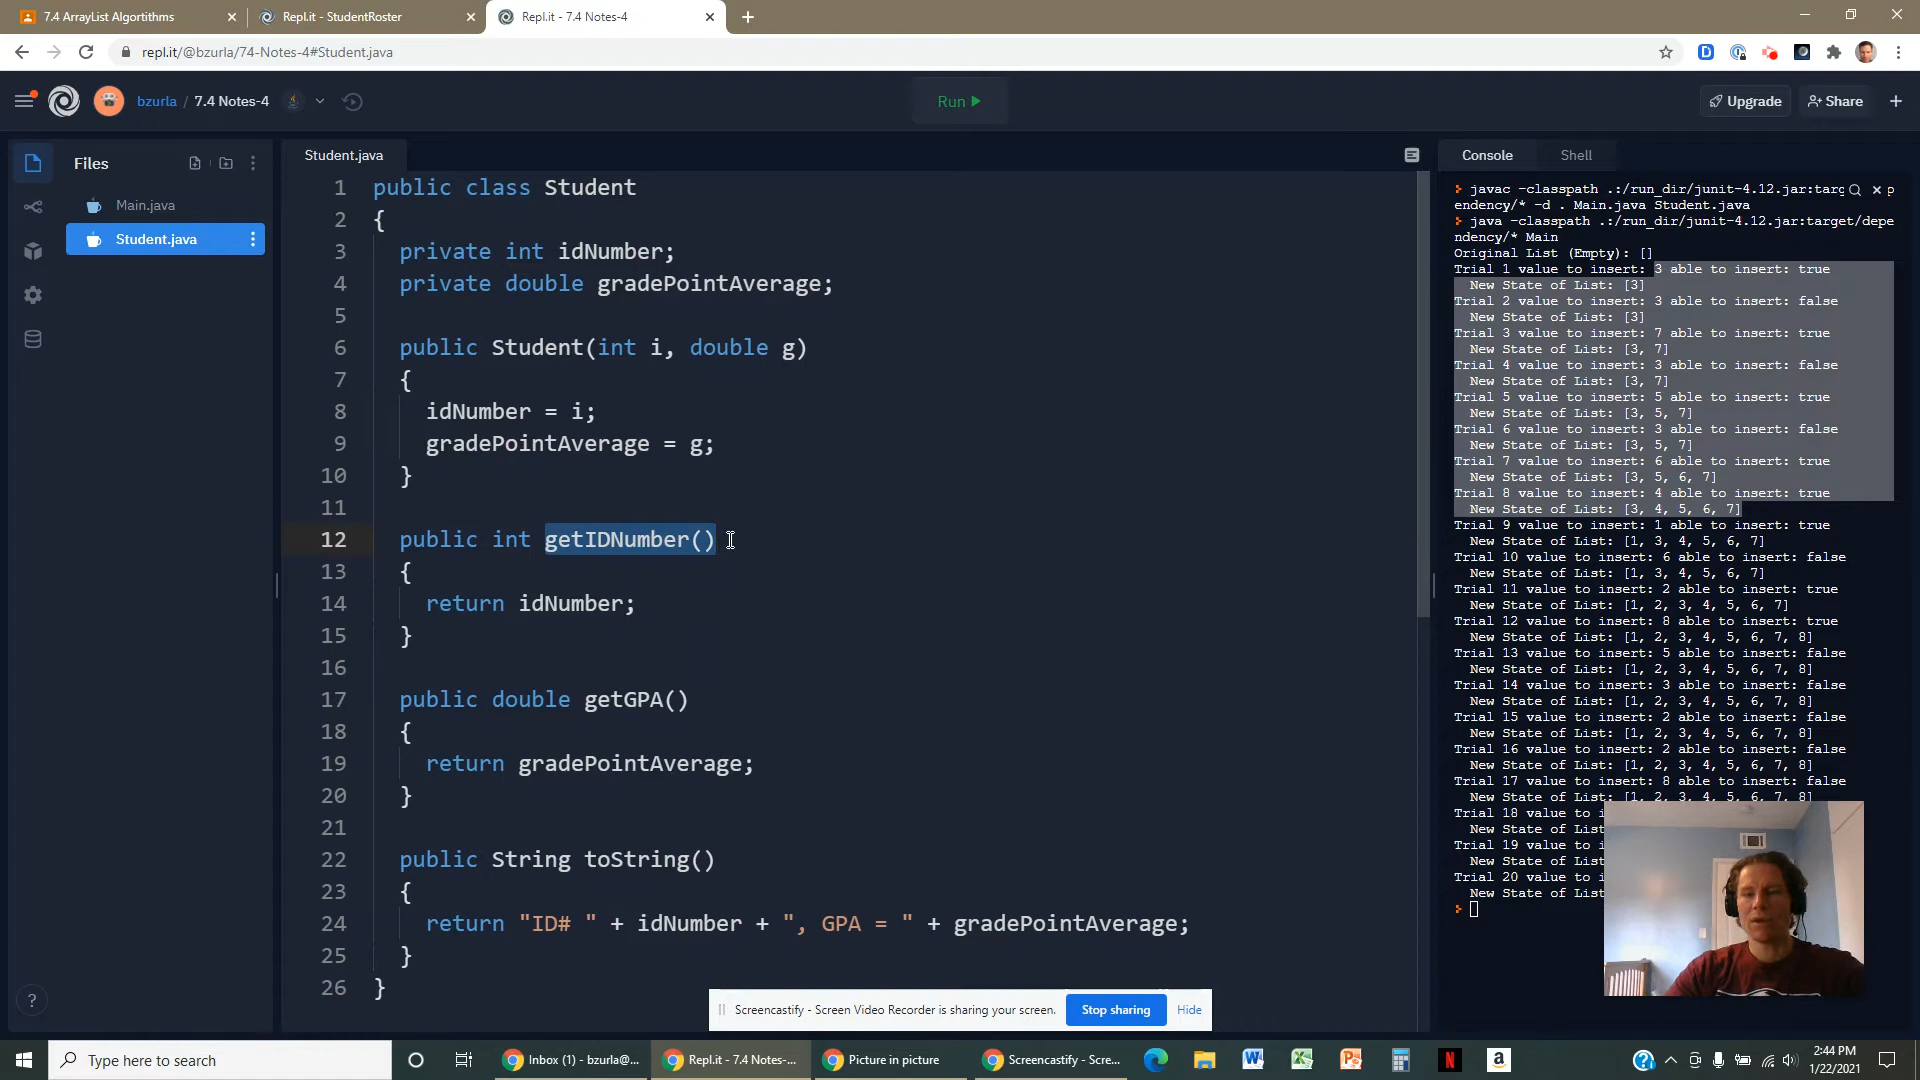 7.4 ArrayList Algortithms
Repl.it - StudentRoster
Repl.it - 7.4 Notes-4
repl.it/@bzurla/74-Notes-4#Student.java
bzurla / 7.4 Notes-4
Run
Upgrade
Share
Files
Main.java
Student.java
Student.java
1 public class Student
2 {
3 private int idNumber;
4 private double gradePointAverage;
5
6 public Student(int i, double g)
7 {
8 idNumber = i;
9 gradePointAverage = g;
10 }
11
12 public int getIDNumber()
13 {
14 return idNumber;
15 }
16
17 public double getGPA()
18 {
19 return gradePointAverage;
20 }
21
22 public String toString()
23 {
24 return "ID# " + idNumber + ", GPA = " + gradePointAverage;
25 }
26 }
Console
Shell
javac -classpath .:/run_dir/junit-4.12.jar:targ
endency/* -d . Main.java Student.java
java -classpath .:/run_dir/junit-4.12.jar:target/depe
ndency/* Main
Original List (Empty): []
Trial 1 value to insert: 3 able to insert: true
New State of List: [3]
Trial 2 value to insert: 3 able to insert: false
New State of List: [3]
Trial 3 value to insert: 7 able to insert: true
New State of List: [3, 7]
Trial 4 value to insert: 3 able to insert: false
New State of List: [3, 7]
Trial 5 value to insert: 5 able to insert: true
New State of List: [3, 5, 7]
Trial 6 value to insert: 3 able to insert: false
New State of List: [3, 5, 7]
Trial 7 value to insert: 6 able to insert: true
New State of List: [3, 5, 6, 7]
Trial 8 value to insert: 4 able to insert: true
New State of List: [3, 4, 5, 6, 7]
Trial 9 value to insert: 1 able to insert: true
New State of List: [1, 3, 4, 5, 6, 7]
Trial 10 value to insert: 6 able to insert: false
New State of List: [1, 3, 4, 5, 6, 7]
Trial 11 value to insert: 2 able to insert: true
New State of List: [1, 2, 3, 4, 5, 6, 7]
Trial 12 value to insert: 8 able to insert: true
New State of List: [1, 2, 3, 4, 5, 6, 7, 8]
Trial 13 value to insert: 5 able to insert: false
New State of List: [1, 2, 3, 4, 5, 6, 7, 8]
Trial 14 value to insert: 3 able to insert: false
New State of List: [1, 2, 3, 4, 5, 6, 7, 8]
Trial 15 value to insert: 2 able to insert: false
New State of List: [1, 2, 3, 4, 5, 6, 7, 8]
Trial 16 value to insert: 2 able to insert: false
New State of List: [1, 2, 3, 4, 5, 6, 7, 8]
Trial 17 value to insert: 8 able to insert: false
New State of List: [1, 2, 3, 4, 5, 6, 7, 8]
Trial 18 value to i
New State of List
Trial 19 value to i
New State of List
Trial 20 value to i
New State of List
Screencastify - Screen Video Recorder is sharing your screen.
Stop sharing
Hide
Type here to search
Inbox (1) - bzurla@...
Repl.it - 7.4 Notes-...
Picture in picture
Screencastify - Scre...
2:44 PM
1/22/2021